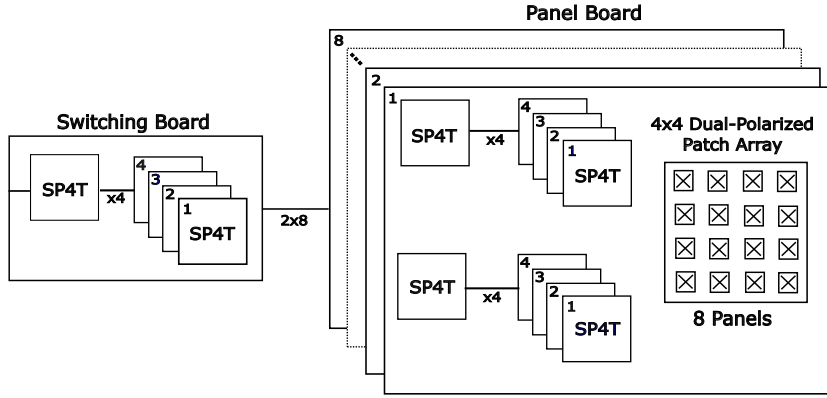 Panel Board
8
2
1
SP4T
x4
4
3
2
1
SP4T
4x4 Dual-Polarized
Patch Array
Switching Board
SP4T
x4
4
3
2
1
SP4T
2x8
SP4T
x4
4
3
2
1
SP4T
8 Panels